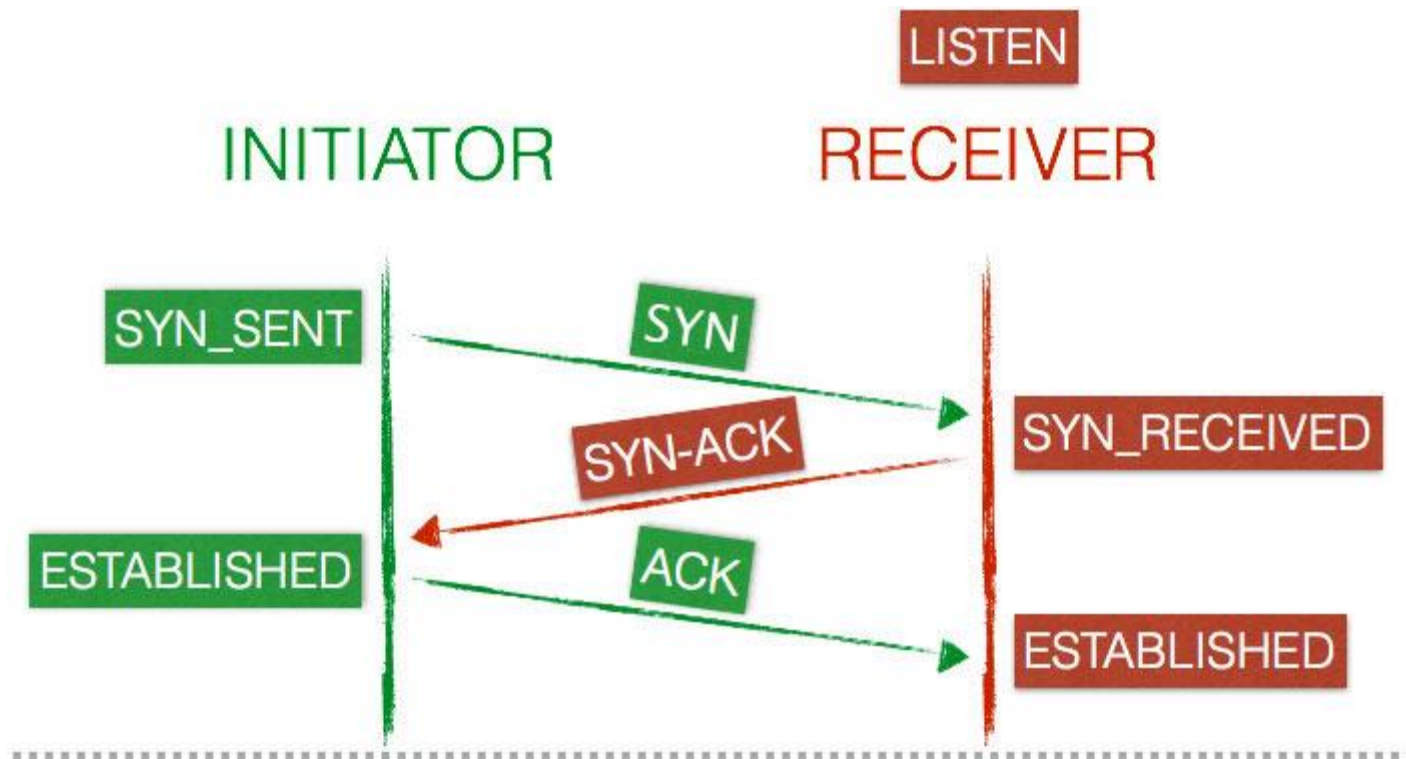 LISTEN
INITIATOR
RECEIVER
SYN_SENT
SYN
SYN-ACK
SYN_RECEIVED
ESTABLISHED
ACK
ESTABLISHED